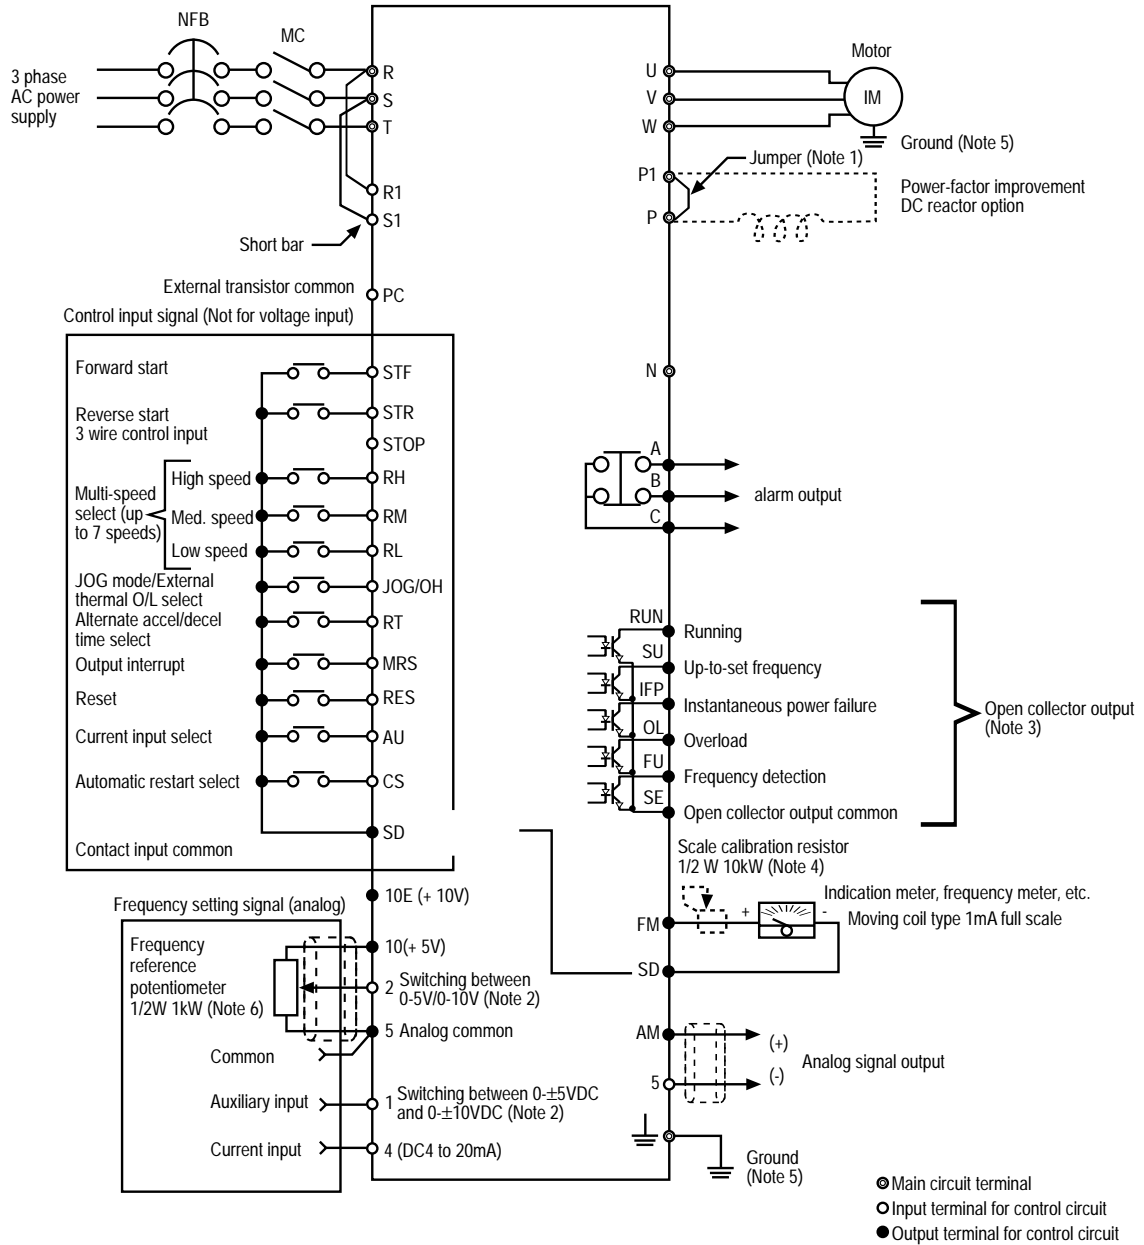 NFB
MC
3 phase
AC power
supply
R
S
T
R1
S1
Short bar
External transistor common
PC
Control input signal (Not for voltage input)
Forward start
STF
Reverse start
3 wire control input
STR
STOP
Multi-speed
select (up
to 7 speeds)
High speed
RH
Med. speed
RM
Low speed
RL
JOG mode/External
thermal O/L select
JOG/OH
Alternate accel/decel
time select
RT
Output interrupt
MRS
Reset
RES
Current input select
AU
Automatic restart select
CS
SD
Contact input common
10E (+ 10V)
Frequency setting signal (analog)
Frequency
reference
potentiometer
1/2W 1kW (Note 6)
10(+ 5V)
2
Switching between
0-5V/0-10V (Note 2)
5 Analog common
Common
Auxiliary input
1
Switching between 0-±5VDC
and 0-±10VDC (Note 2)
Current input
4 (DC4 to 20mA)
U
V
W
Motor
IM
Ground (Note 5)
P1
Jumper (Note 1)
P
Power-factor improvement
DC reactor option
N
A
B
C
alarm output
RUN
Running
SU
Up-to-set frequency
IFP
Instantaneous power failure
OL
Overload
FU
Frequency detection
SE
Open collector output common
Open collector output
(Note 3)
Scale calibration resistor
1/2 W 10kW (Note 4)
Indication meter, frequency meter, etc.
FM
+
-
Moving coil type 1mA full scale
SD
AM
(+)
Analog signal output
5
(-)
Ground
(Note 5)
Main circuit terminal
Input terminal for control circuit
Output terminal for control circuit